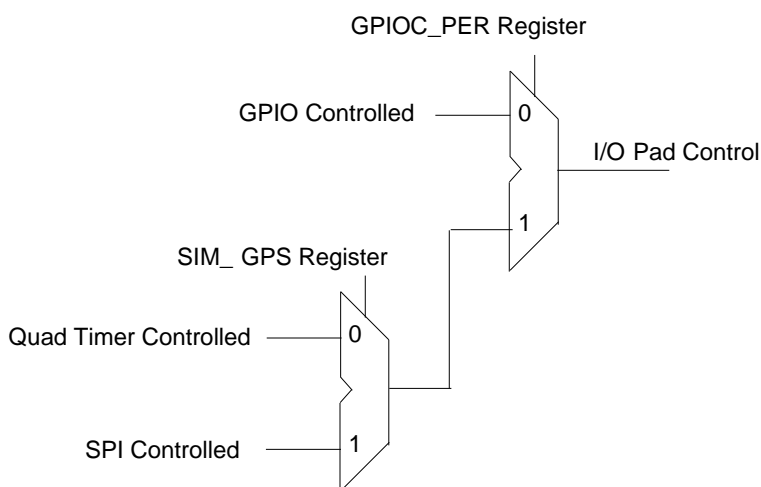 GPIOC_PER Register
GPIO Controlled
0
I/O Pad Control
1
SIM_ GPS Register
Quad Timer Controlled
0
SPI Controlled
1